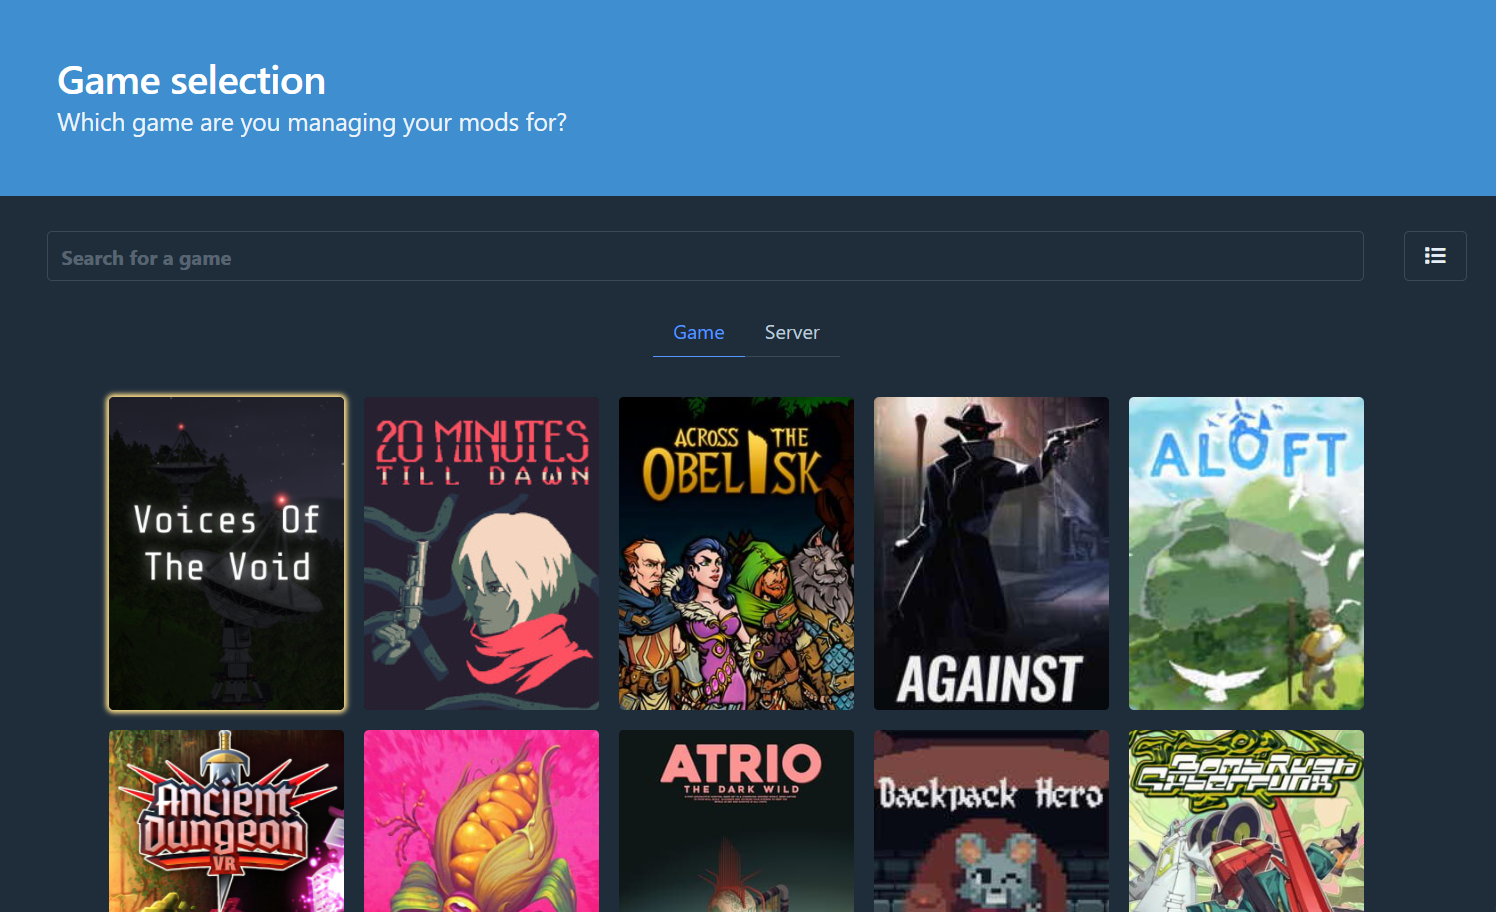 Game selection
Which game are you managing your mods for?
Search for a game
Game
Server
Voices Of
The Void
20 MINUTES
TILL DAWN
ACROSS THE
OBELISK
AGAINST
ALOFT
Ancient
Dungeon
VR
ATRIO
THE DARK WILD
Backpack Hero
Bomb Rush
Cyberfunk